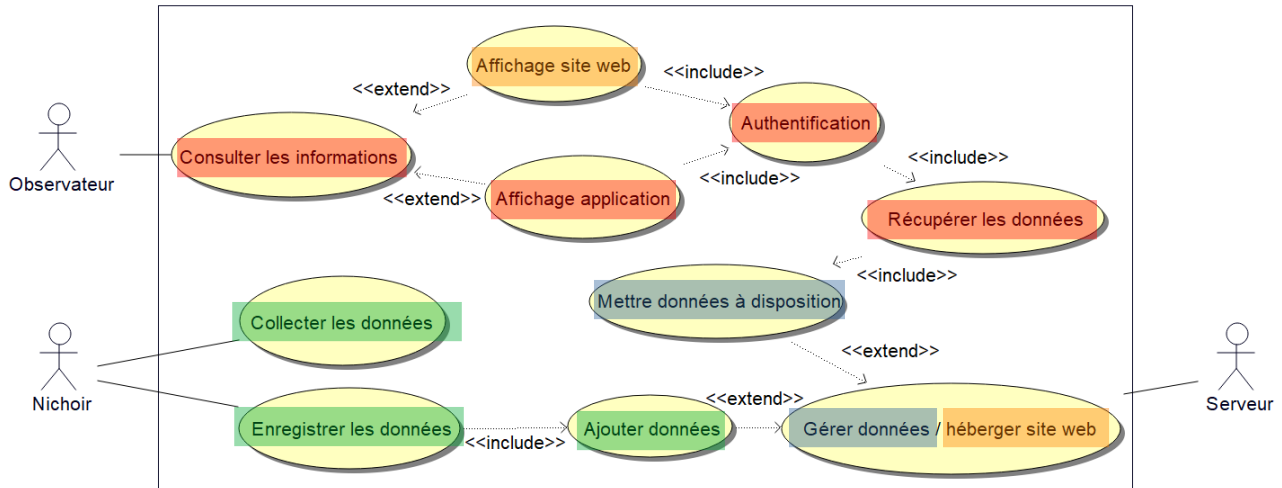 Affichage site web
<<include>>
<<extend>>
Authentification
Observateur
Consulter les informations
<<include>>
<<include>>
Affichage application
<<extend>>
Récupérer les données
<<include>>
Mettre données à disposition
Collecter les données
<<extend>>
Nichoir
Serveur
<<extend>>
Enregistrer les données
<<include>>
Ajouter données
Gérer données / héberger site web